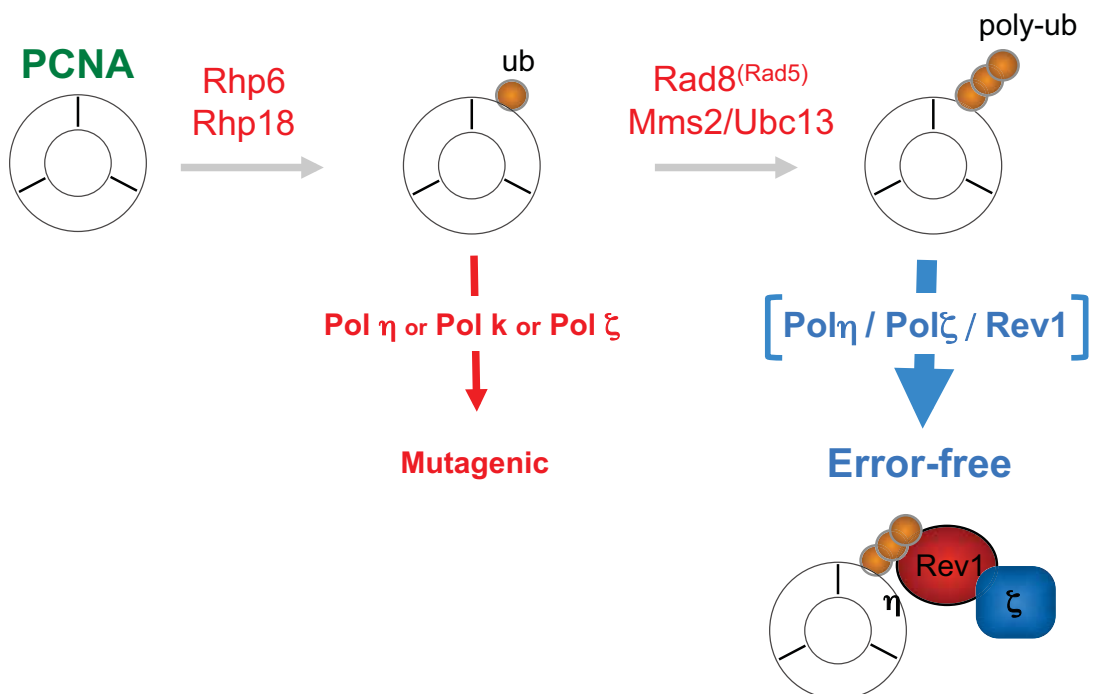 PCNA
Rhp6
Rhp18
ub
Rad8(Rad5)
Mms2/Ubc13
poly-ub
Pol η or Pol k or Pol ζ
Mutagenic
[Polη / Polζ / Rev1]
Error-free
Rev1
η
ζ